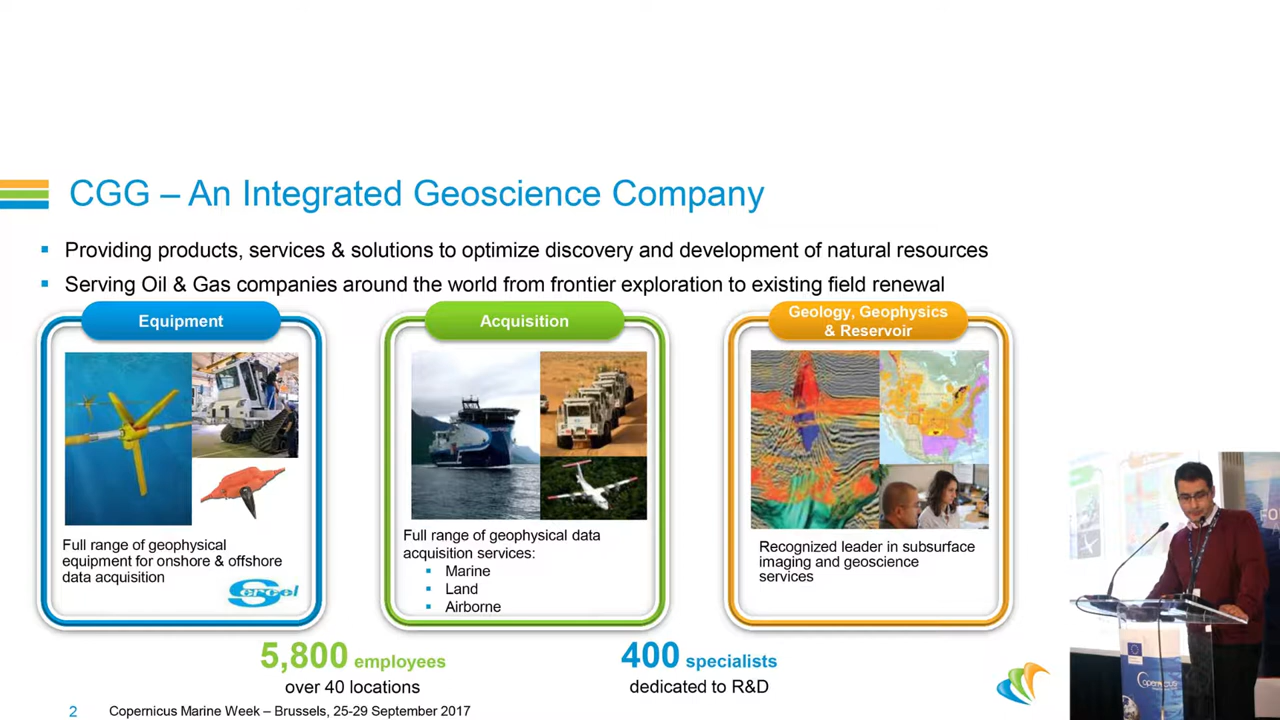 CGG – An Integrated Geoscience Company
▪ Providing products, services & solutions to optimize discovery and development of natural resources
▪ Serving Oil & Gas companies around the world from frontier exploration to existing field renewal
Equipment
Full range of geophysical
equipment for onshore & offshore
data acquisition
Sercel
Acquisition
Full range of geophysical data
acquisition services:
▪ Marine
▪ Land
▪ Airborne
Geology, Geophysics
& Reservoir
Recognized leader in subsurface
imaging and geoscience
services
5,800 employees
over 40 locations
400 specialists
dedicated to R&D
2 Copernicus Marine Week – Brussels, 25-29 September 2017
Copernicus